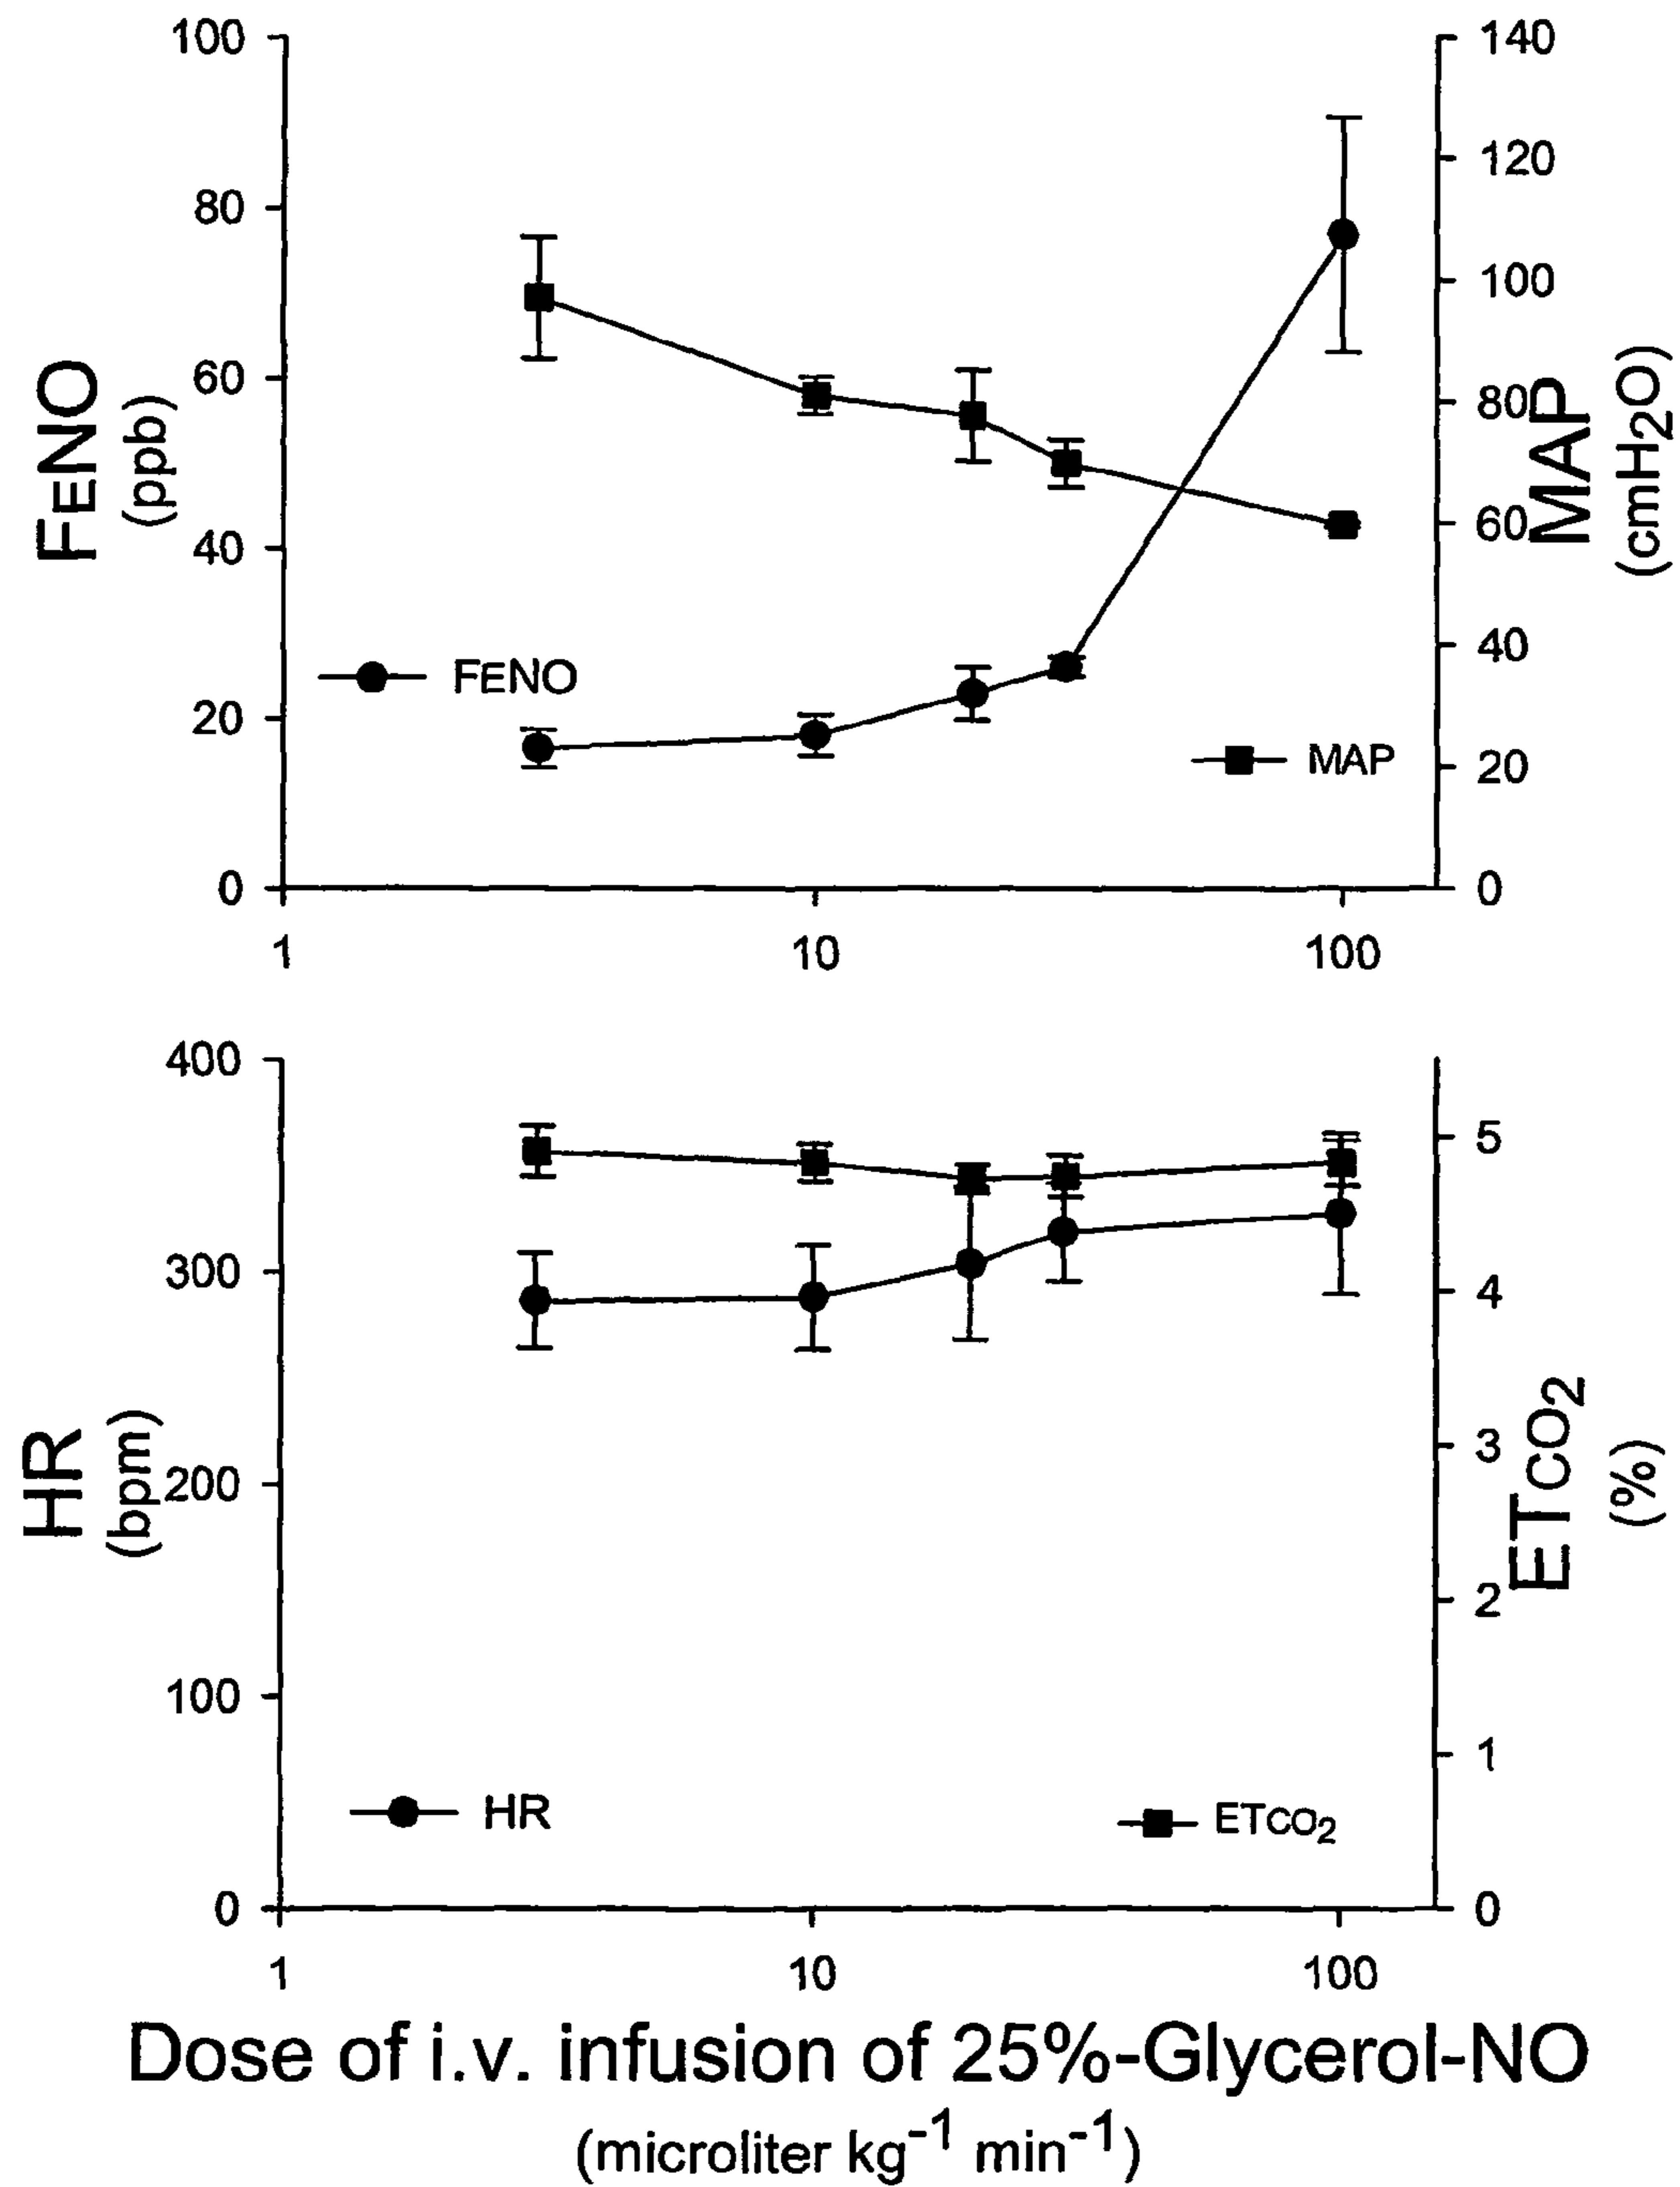 100
80
60
40
20
0
FENO
(ppb)
140
120
100
80
60
40
20
0
MAP
(cmH2O)
FENO
MAP
1
10
100
400
300
200
100
0
HR
(bpm)
5
4
3
2
1
0
ETCO2
(%)
HR
ETCO2
1
10
100
Dose of i.v. infusion of 25%-Glycerol-NO
(microliter kg-1 min-1)